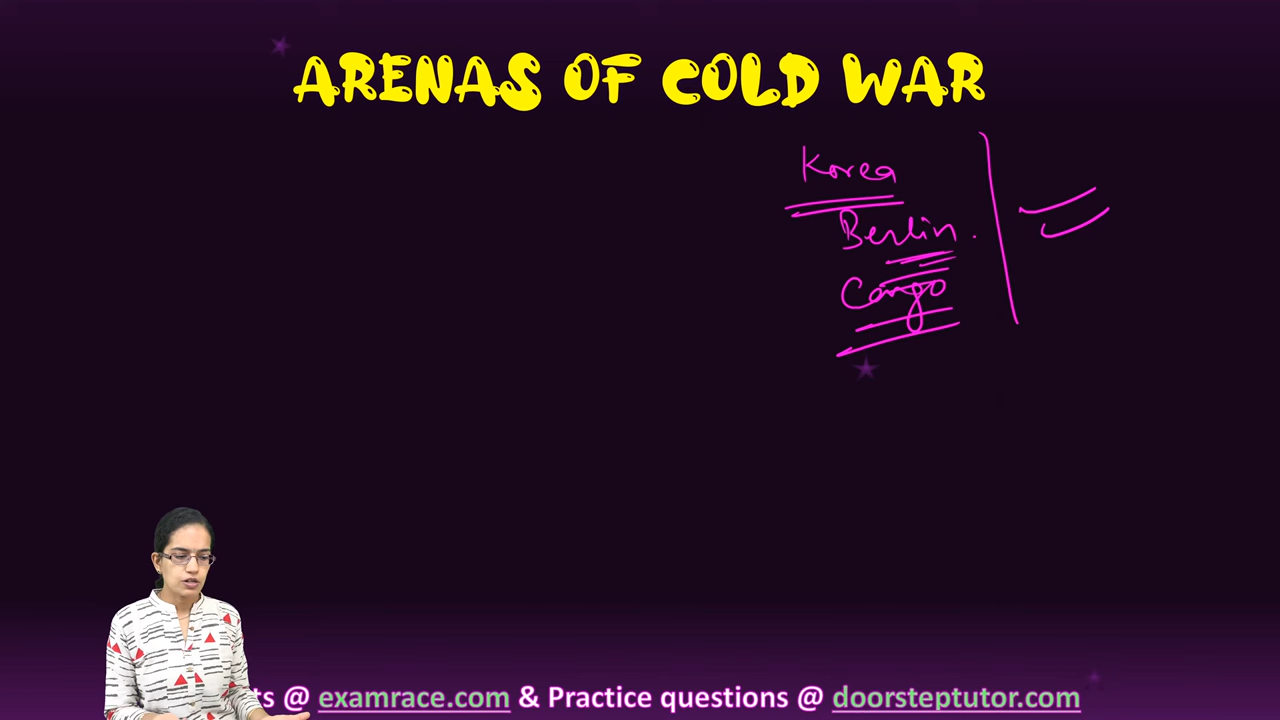 ARENAS OF COLD WAR
Korea
Berlin.
Congo
ts @ examrace.com & Practice questions @ doorsteptutor.com